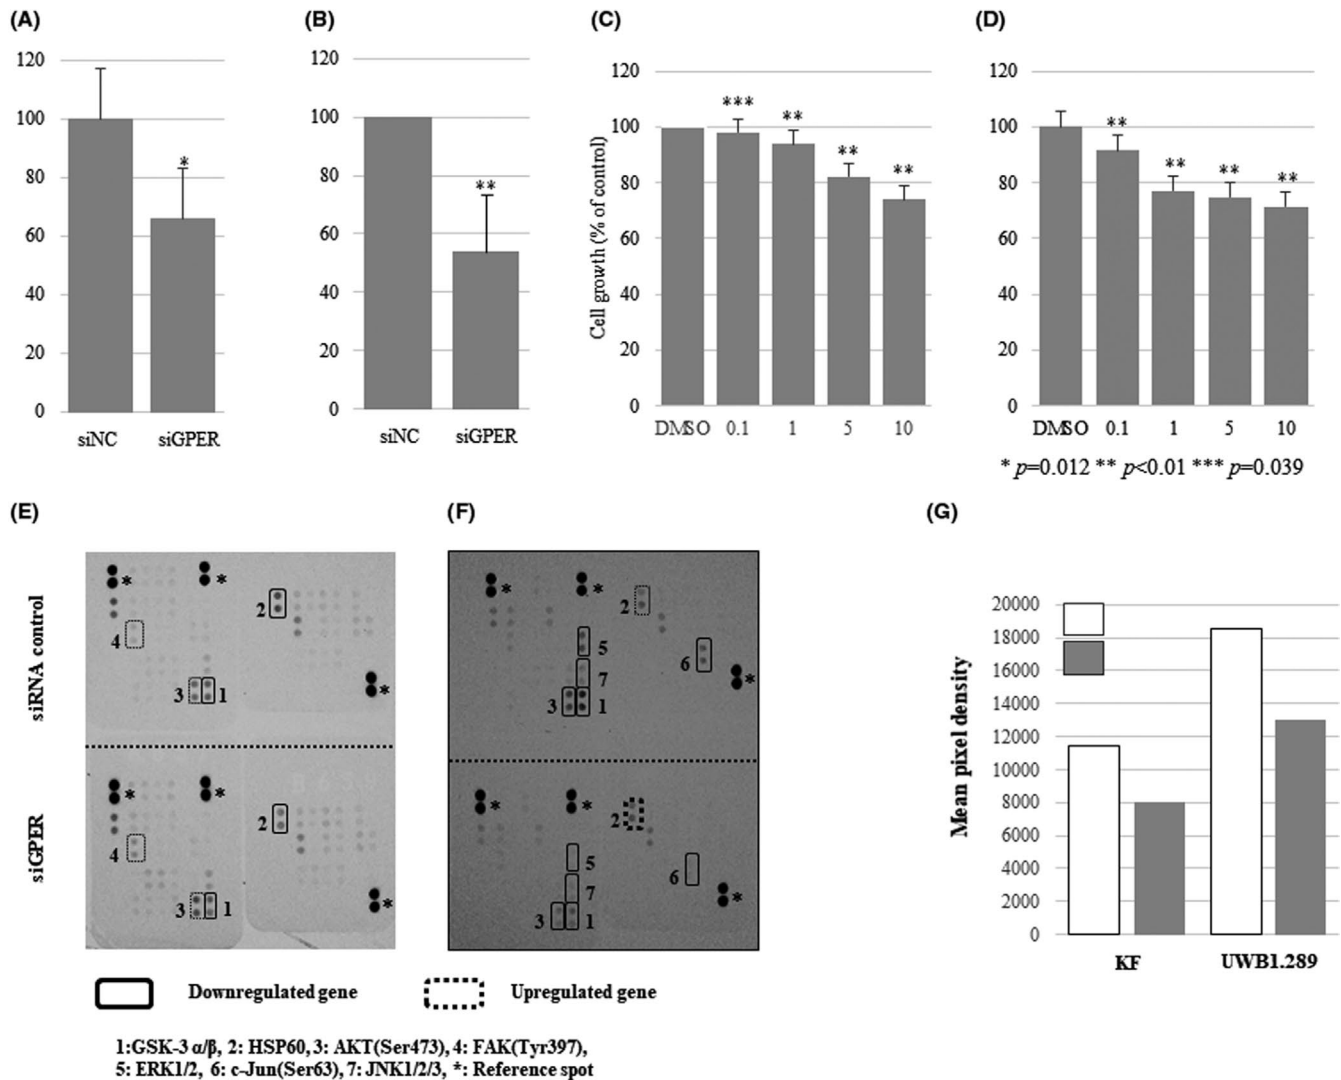 (A)
120
100
80
60
40
20
0
*
siNC siGPER
(B)
120
100
80
60
40
20
0
**
siNC siGPER
(C)
Cell growth (% of control)
120
100
80
60
40
20
0
*** ** ** **
DMSO 0.1 1 5 10
(D)
120
100
80
60
40
20
0
** ** ** **
DMSO 0.1 1 5 10
* p=0.012 ** p<0.01 *** p=0.039
(E)
siRNA control
* *
2
4
3 1
*
siGPER
* *
2
4
3 1
*
(F)
* *
2
5
6
7
*
3 1
* *
2
5
6
7
*
3 1
(G)
Mean pixel density
20000
18000
16000
14000
12000
10000
8000
6000
4000
2000
0
KF UWB1.289
Downregulated gene Upregulated gene
1:GSK-3 α/β, 2: HSP60, 3: AKT(Ser473), 4: FAK(Tyr397),
5: ERK1/2, 6: c-Jun(Ser63), 7: JNK1/2/3, *: Reference spot